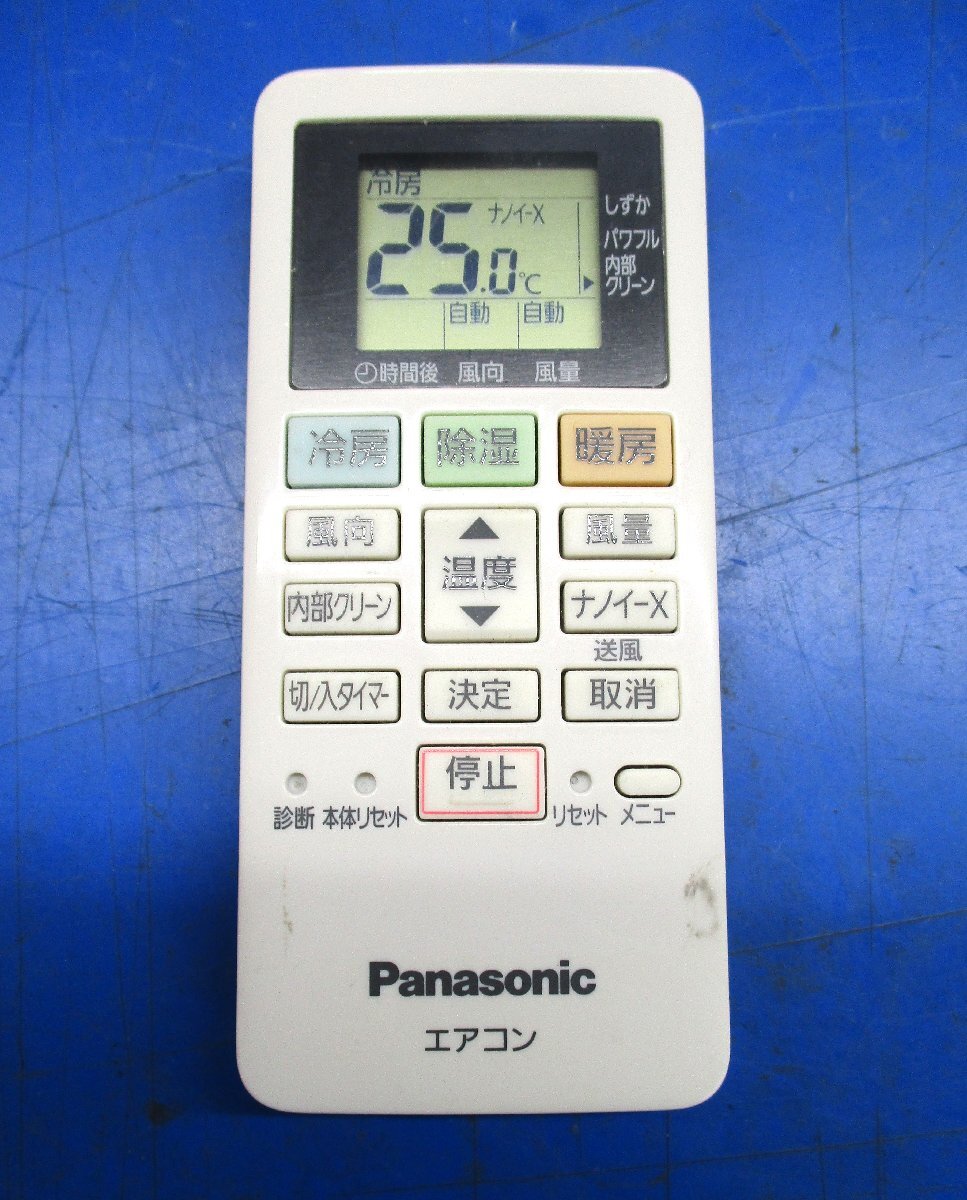 冷房
ナノイーX
25.0℃
自動 自動
しずか
パワフル
内部
クリーン
時間後 風向 風量
冷房 除湿 暖房
風向 温度 風量
内部クリーン ナノイーX
送風
切/入タイマー 決定 取消
停止
診断 本体リセット リセット メニュー
Panasonic
エアコン